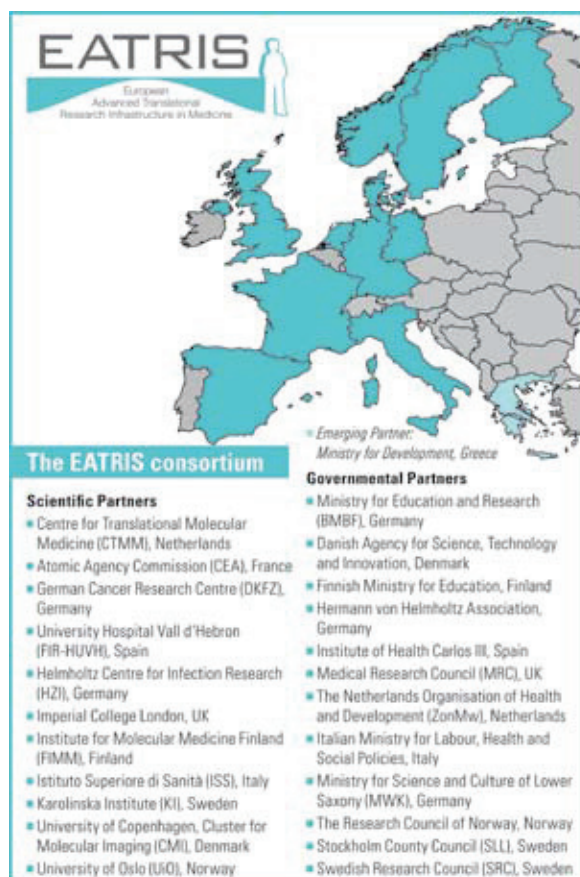 EATRIS
European
Advanced Translational
Research Infrastructure in Medicine
Emerging Partner:
Ministry for Development, Greece
The EATRIS consortium
Scientific Partners
Centre for Translational Molecular
Medicine (CTMM), Netherlands
Atomic Agency Commission (CEA), France
German Cancer Research Centre (DKFZ),
Germany
University Hospital Vall d'Hebron
(FIR-HUVH), Spain
Helmholtz Centre for Infection Research
(HZI), Germany
Imperial College London, UK
Institute for Molecular Medicine Finland
(FIMM), Finland
Istituto Superiore di Sanità (ISS), Italy
Karolinska Institute (KI), Sweden
University of Copenhagen, Cluster for
Molecular Imaging (CMI), Denmark
University of Oslo (UiO), Norway
Governmental Partners
Ministry for Education and Research
(BMBF), Germany
Danish Agency for Science, Technology
and Innovation, Denmark
Finnish Ministry for Education, Finland
Hermann von Helmholtz Association,
Germany
Institute of Health Carlos III, Spain
Medical Research Council (MRC), UK
The Netherlands Organisation of Health
and Development (ZonMw), Netherlands
Italian Ministry for Labour, Health and
Social Policies, Italy
Ministry for Science and Culture of Lower
Saxony (MWK), Germany
The Research Council of Norway, Norway
Stockholm County Council (SLL), Sweden
Swedish Research Council (SRC), Sweden